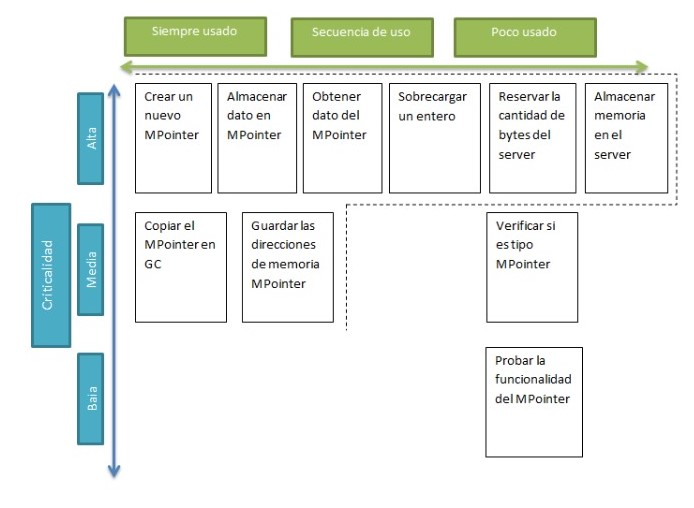 Siempre usado
Secuencia de uso
Poco usado
Criticalidad
Alta
Crear un
nuevo
MPointer
Almacenar
dato en
MPointer
Obtener
dato del
MPointer
Sobrecargar
un entero
Reservar la
cantidad de
bytes del
server
Almacenar
memoria
en el
server
Media
Copiar el
MPointer en
GC
Guardar las
direcciones
de memoria
MPointer
Verificar si
es tipo
MPointer
Baja
Probar la
funcionalidad
del MPointer